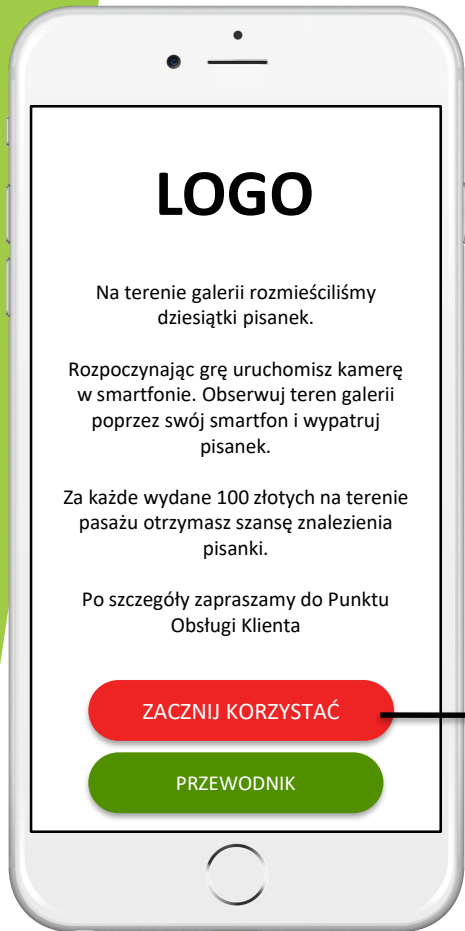 LOGO
Na terenie galerii rozmieściliśmy
dziesiątki pisanek.
Rozpoczynając grę uruchomisz kamerę
w smartfonie. Obserwuj teren galerii
poprzez swój smartfon i wypatruj
pisanek.
Za każde wydane 100 złotych na terenie
pasażu otrzymasz szansę znalezienia
pisanki.
Po szczegóły zapraszamy do Punktu
Obsługi Klienta
ZACZNIJ KORZYSTAĆ
PRZEWODNIK